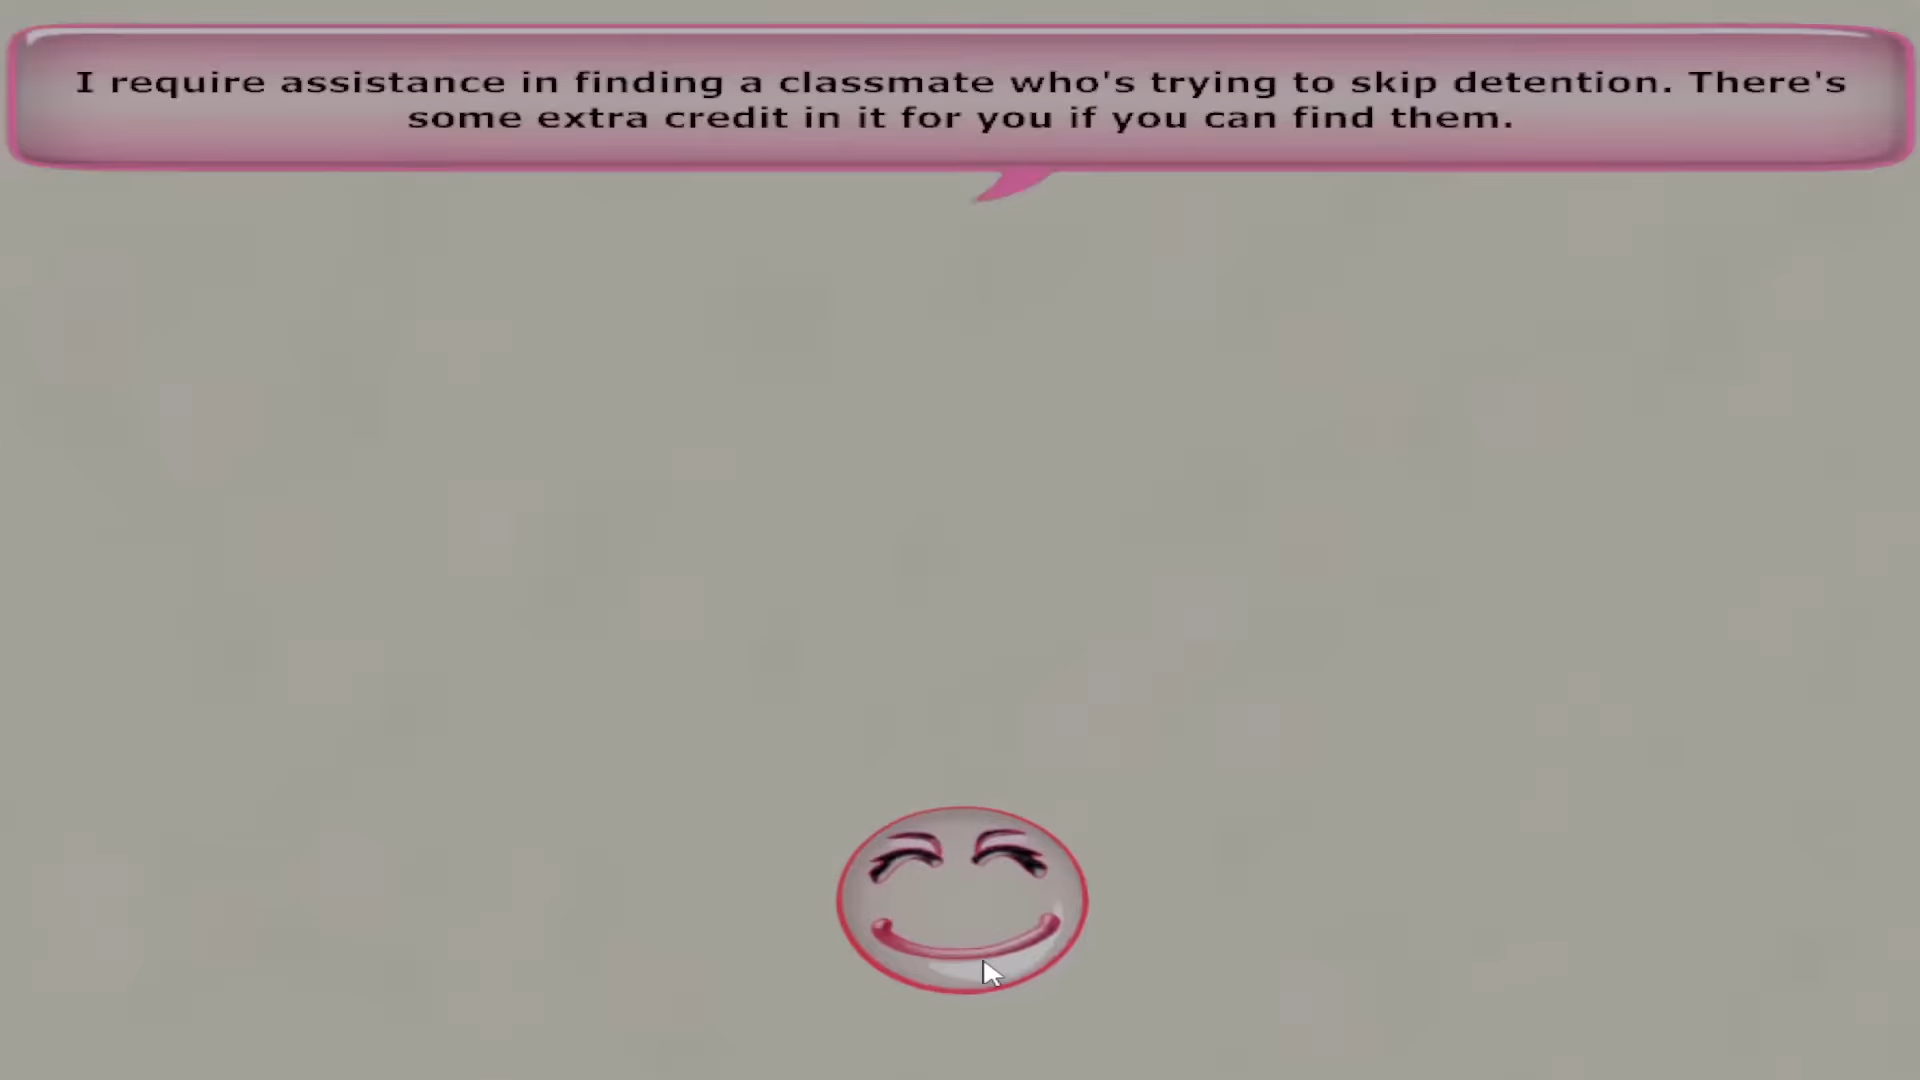 I require assistance in finding a classmate who's trying to skip detention. There's
some extra credit in it for you if you can find them.